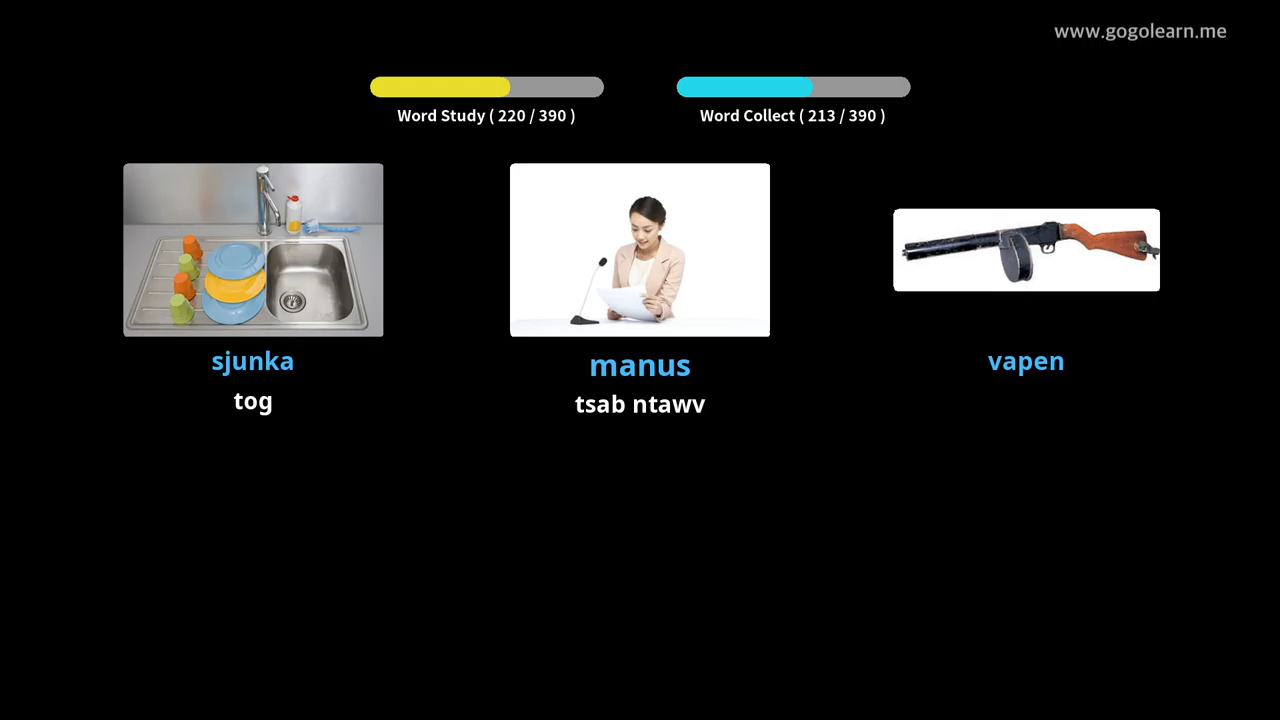 www.gogolearn.me
Word Study ( 220 / 390 )
Word Collect ( 213 / 390 )
sjunka
manus
vapen
tog
tsab ntawv